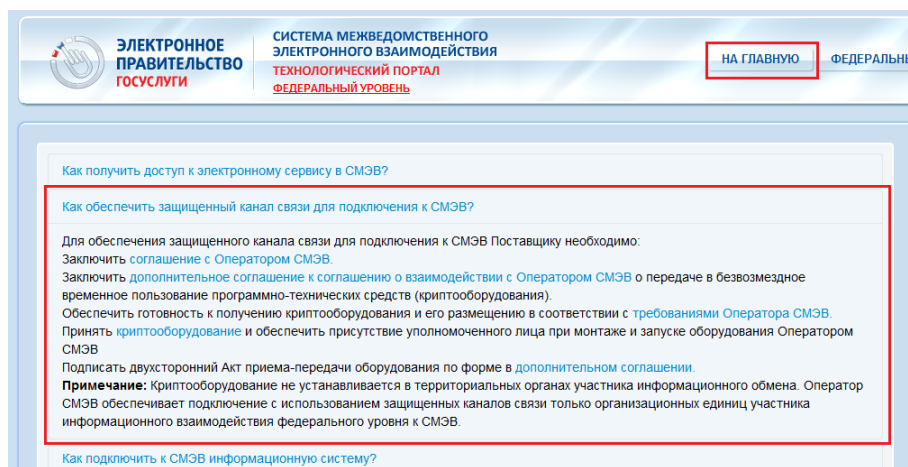 ЭЛЕКТРОННОЕ
ПРАВИТЕЛЬСТВО
ГОСУСЛУГИ
СИСТЕМА МЕЖВЕДОМСТВЕННОГО
ЭЛЕКТРОННОГО ВЗАИМОДЕЙСТВИЯ
ТЕХНОЛОГИЧЕСКИЙ ПОРТАЛ
ФЕДЕРАЛЬНЫЙ УРОВЕНЬ
НА ГЛАВНУЮ ФЕДЕРАЛЬНЫ
Как получить доступ к электронному сервису в СМЭВ?
Как обеспечить защищенный канал связи для подключения к СМЭВ?
Для обеспечения защищенного канала связи для подключения к СМЭВ Поставщику необходимо:
Заключить соглашение с Оператором СМЭВ.
Заключить дополнительное соглашение к соглашению о взаимодействии с Оператором СМЭВ о передаче в безвозмездное
временное пользование программно-технических средств (криптооборудования).
Обеспечить готовность к получению криптооборудования и его размещению в соответствии с требованиями Оператора СМЭВ.
Принять криптооборудование и обеспечить присутствие уполномоченного лица при монтаже и запуске оборудования Оператором
СМЭВ
Подписать двухсторонний Акт приема-передачи оборудования по форме в дополнительном соглашении.
Примечание: Криптооборудование не устанавливается в территориальных органах участника информационного обмена. Оператор
СМЭВ обеспечивает подключение с использованием защищенных каналов связи только организационных единиц участника
информационного взаимодействия федерального уровня к СМЭВ.
Как подключить к СМЭВ информационную систему?